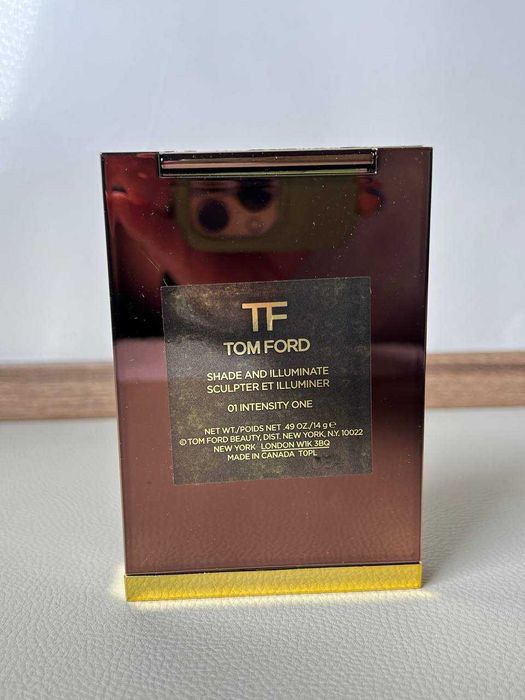 TF
TOM FORD
SHADE AND ILLUMINATE
SCULPTER ET ILLUMINER
01 INTENSITY ONE
NET WT./POIDS NET .49 OZ./14 g ℮
© TOM FORD BEAUTY, DIST. NEW YORK, N.Y. 10022
NEW YORK LONDON W1K 3BQ
MADE IN CANADA T0PL